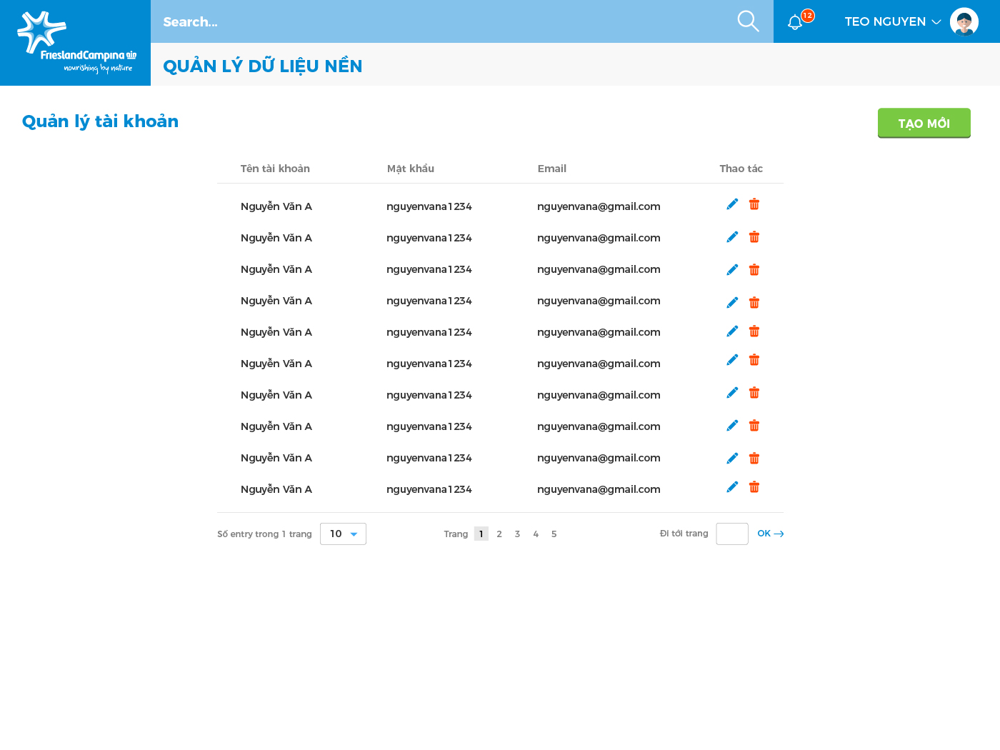 Search...
12
TEO NGUYEN
FrieslandCampina
nourishing by nature
QUẢN LÝ DỮ LIỆU NỀN
Quản lý tài khoản
TẠO MỚI
Tên tài khoản Mật khẩu Email Thao tác
Nguyễn Văn A nguyenvana1234 nguyenvana@gmail.com
Nguyễn Văn A nguyenvana1234 nguyenvana@gmail.com
Nguyễn Văn A nguyenvana1234 nguyenvana@gmail.com
Nguyễn Văn A nguyenvana1234 nguyenvana@gmail.com
Nguyễn Văn A nguyenvana1234 nguyenvana@gmail.com
Nguyễn Văn A nguyenvana1234 nguyenvana@gmail.com
Nguyễn Văn A nguyenvana1234 nguyenvana@gmail.com
Nguyễn Văn A nguyenvana1234 nguyenvana@gmail.com
Nguyễn Văn A nguyenvana1234 nguyenvana@gmail.com
Nguyễn Văn A nguyenvana1234 nguyenvana@gmail.com
Số entry trong 1 trang 10 Trang 1 2 3 4 5 Đi tới trang OK